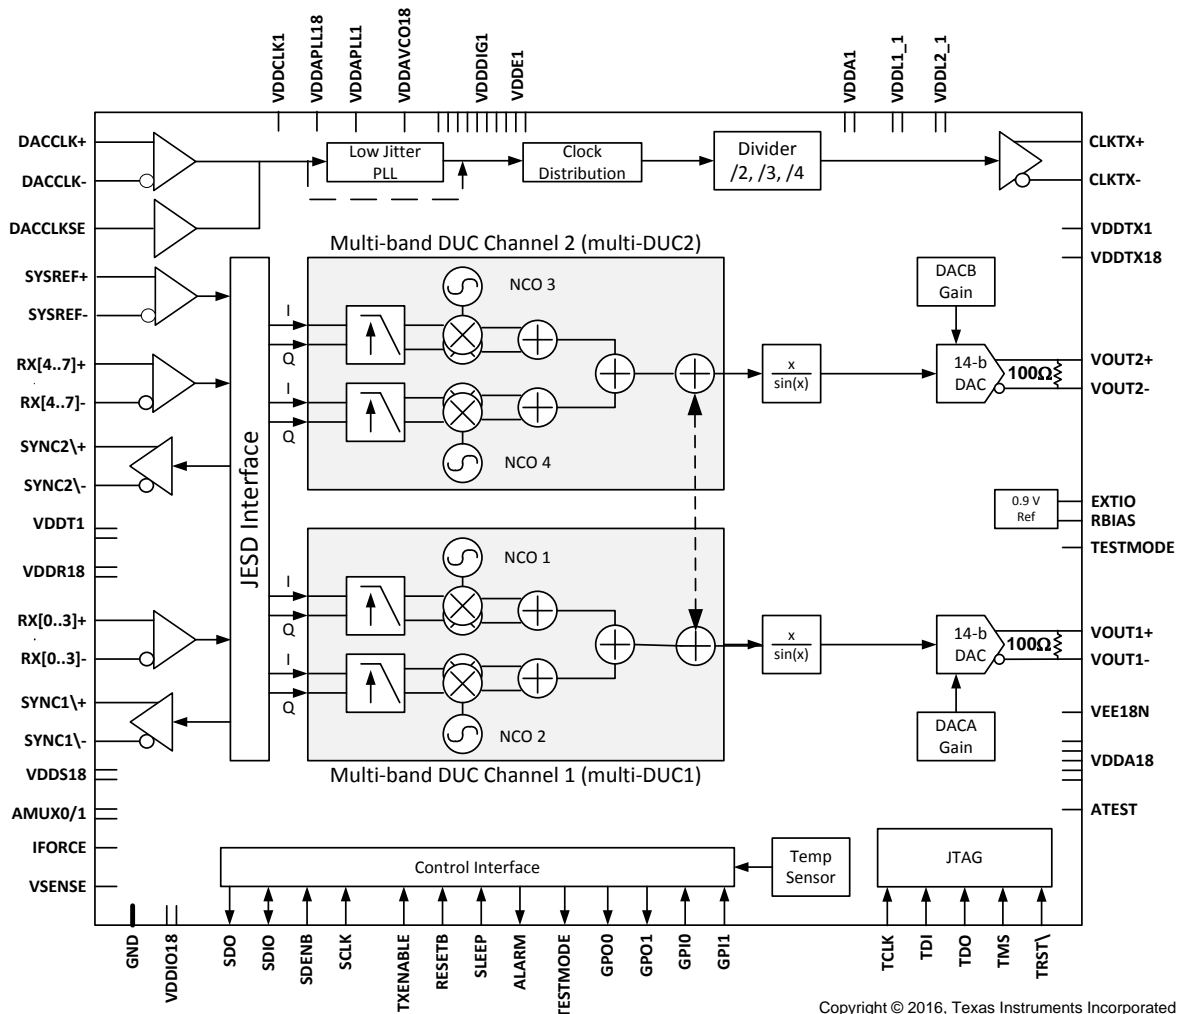 VDDCLK1
VDDAPLL18
VDDAPLL1
VDDAVCO18
VDDDIG1
VDDE1
VDDA1
VDDL1_1
VDDL2_1
DACCLK+
DACCLK-
DACCLKSE
SYSREF+
SYSREF-
RX[4..7]+
RX[4..7]-
SYNC2\+
SYNC2\-
VDDT1
VDDR18
RX[0..3]+
RX[0..3]-
SYNC1\+
SYNC1\-
VDDS18
AMUX0/1
IFORCE
VSENSE
Low Jitter
PLL
Clock
Distribution
Divider
/2, /3, /4
JESD Interface
Multi-band DUC Channel 2 (multi-DUC2)
I
Q
I
Q
NCO 3
NCO 4
x
sin(x)
DACB
Gain
14-b
DAC
100Ω
Multi-band DUC Channel 1 (multi-DUC1)
I
Q
I
Q
NCO 1
NCO 2
x
sin(x)
14-b
DAC
100Ω
DACA
Gain
0.9 V
Ref
Control Interface
Temp
Sensor
JTAG
CLKTX+
CLKTX-
VDDTX1
VDDTX18
VOUT2+
VOUT2-
EXTIO
RBIAS
TESTMODE
VOUT1+
VOUT1-
VEE18N
VDDA18
ATEST
GND
VDDIO18
SDO
SDIO
SDENB
SCLK
TXENABLE
RESETB
SLEEP
ALARM
TESTMODE
GPO0
GPO1
GPI0
GPI1
TCLK
TDI
TDO
TMS
TRST\
Copyright © 2016, Texas Instruments Incorporated